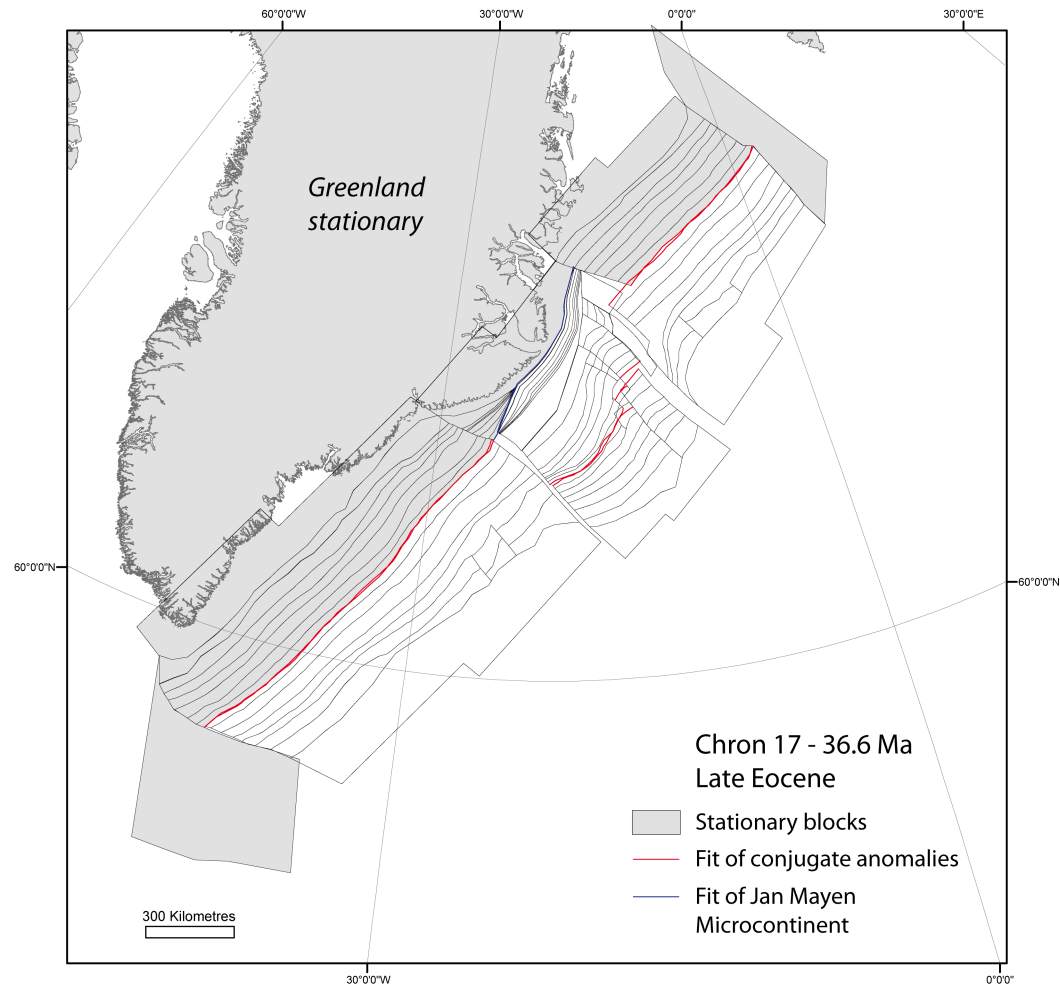 60°0'0"W
30°0'0"W
0°0'0"
30°0'0"E
Greenland
stationary
60°0'0"N
60°0'0"N
Chron 17 - 36.6 Ma
Late Eocene
Stationary blocks
Fit of conjugate anomalies
Fit of Jan Mayen
Microcontinent
300 Kilometres
30°0'0"W
0°0'0"